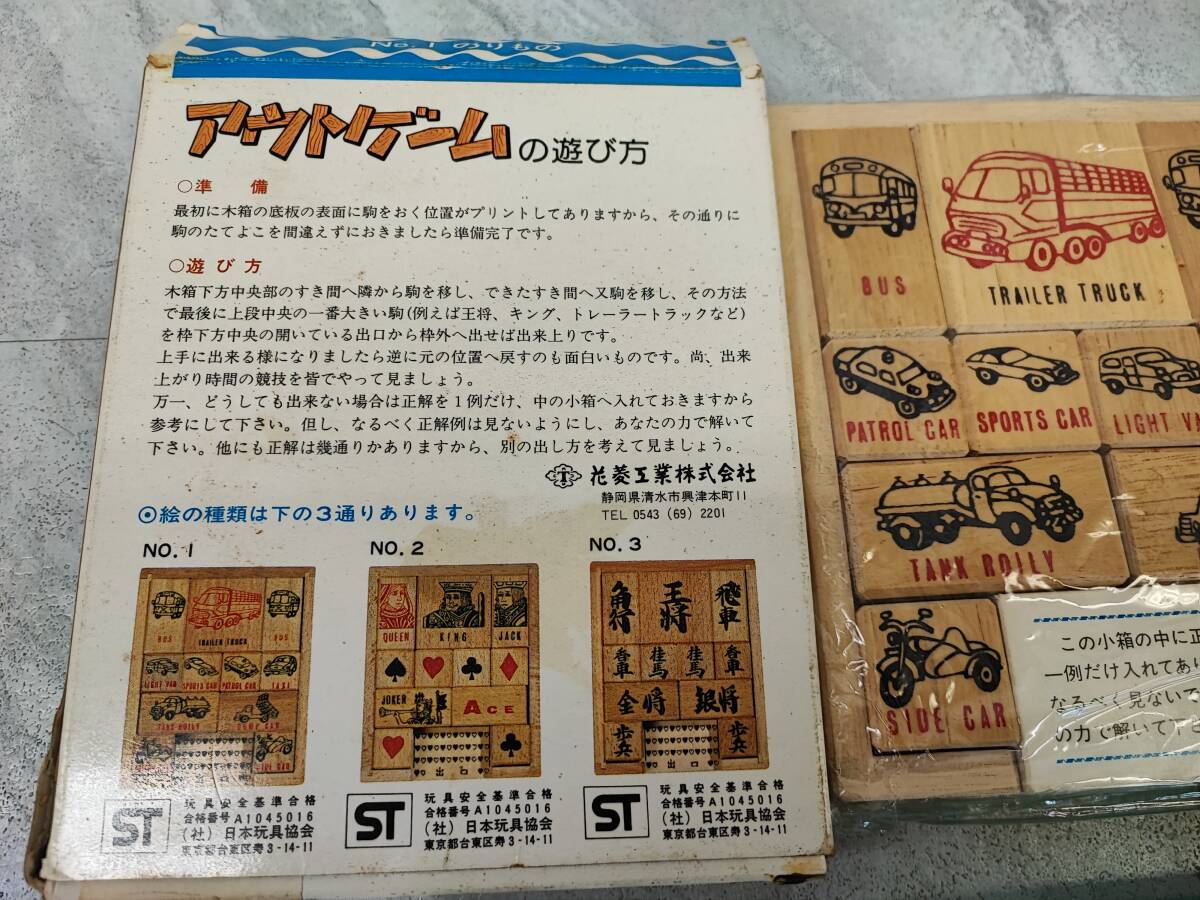 No. 1 のりもの
アウトゲームの遊び方
○準　備
最初に木箱の底板の表面に駒をおく位置がプリントしてありますから、その通りに
駒のたてよこを間違えずにおきましたら準備完了です。
○遊び方
木箱下方中央部のすき間へ隣から駒を移し、できたすき間へ又駒を移し、その方法
で最後に上段中央の一番大きい駒(例えば王将、キング、トレーラートラックなど)
を枠下方中央の開いている出口から枠外へ出せば出来上りです。
上手に出来る様になりましたら逆に元の位置へ戻すのも面白いものです。尚、出来
上がり時間の競技を皆でやって見ましょう。
万一、どうしても出来ない場合は正解を1例だけ、中の小箱へ入れておきますから
参考にして下さい。但し、なるべく正解例は見ないようにし、あなたの力で解いて
下さい。他にも正解は幾通りかありますから、別の出し方を考えて見ましょう。
花菱工業株式会社
静岡県清水市興津本町11
TEL 0543 (69) 2201
⊙絵の種類は下の3通りあります。
NO. 1
NO. 2
NO. 3
BUS
TRAILER TRUCK
BUS
LIGHT VAN
SPORTS CAR
PATROL CAR
TAXI
TANK ROLLY
DUMP CAR
SIDE CAR
QUEEN
KING
JACK
JOKER
ACE
出口
角行
王将
飛車
香車
桂馬
桂馬
香車
金将
銀将
歩兵
歩兵
出口
ST
玩具安全基準合格
合格番号 A1045016
(社) 日本玩具協会
東京都台東区寿3-14-11
ST
玩具安全基準合格
合格番号 A1045016
(社) 日本玩具協会
東京都台東区寿3-14-11
ST
玩具安全基準合格
合格番号 A1045016
(社) 日本玩具協会
東京都台東区寿3-14-11
BUS
TRAILER TRUCK
PATROL CAR
SPORTS CAR
LIGHT VA
TANK ROLLY
SIDE CAR
この小箱の中に正
一例だけ入れてあり
なるべく見ないで
の力で解いて下さ